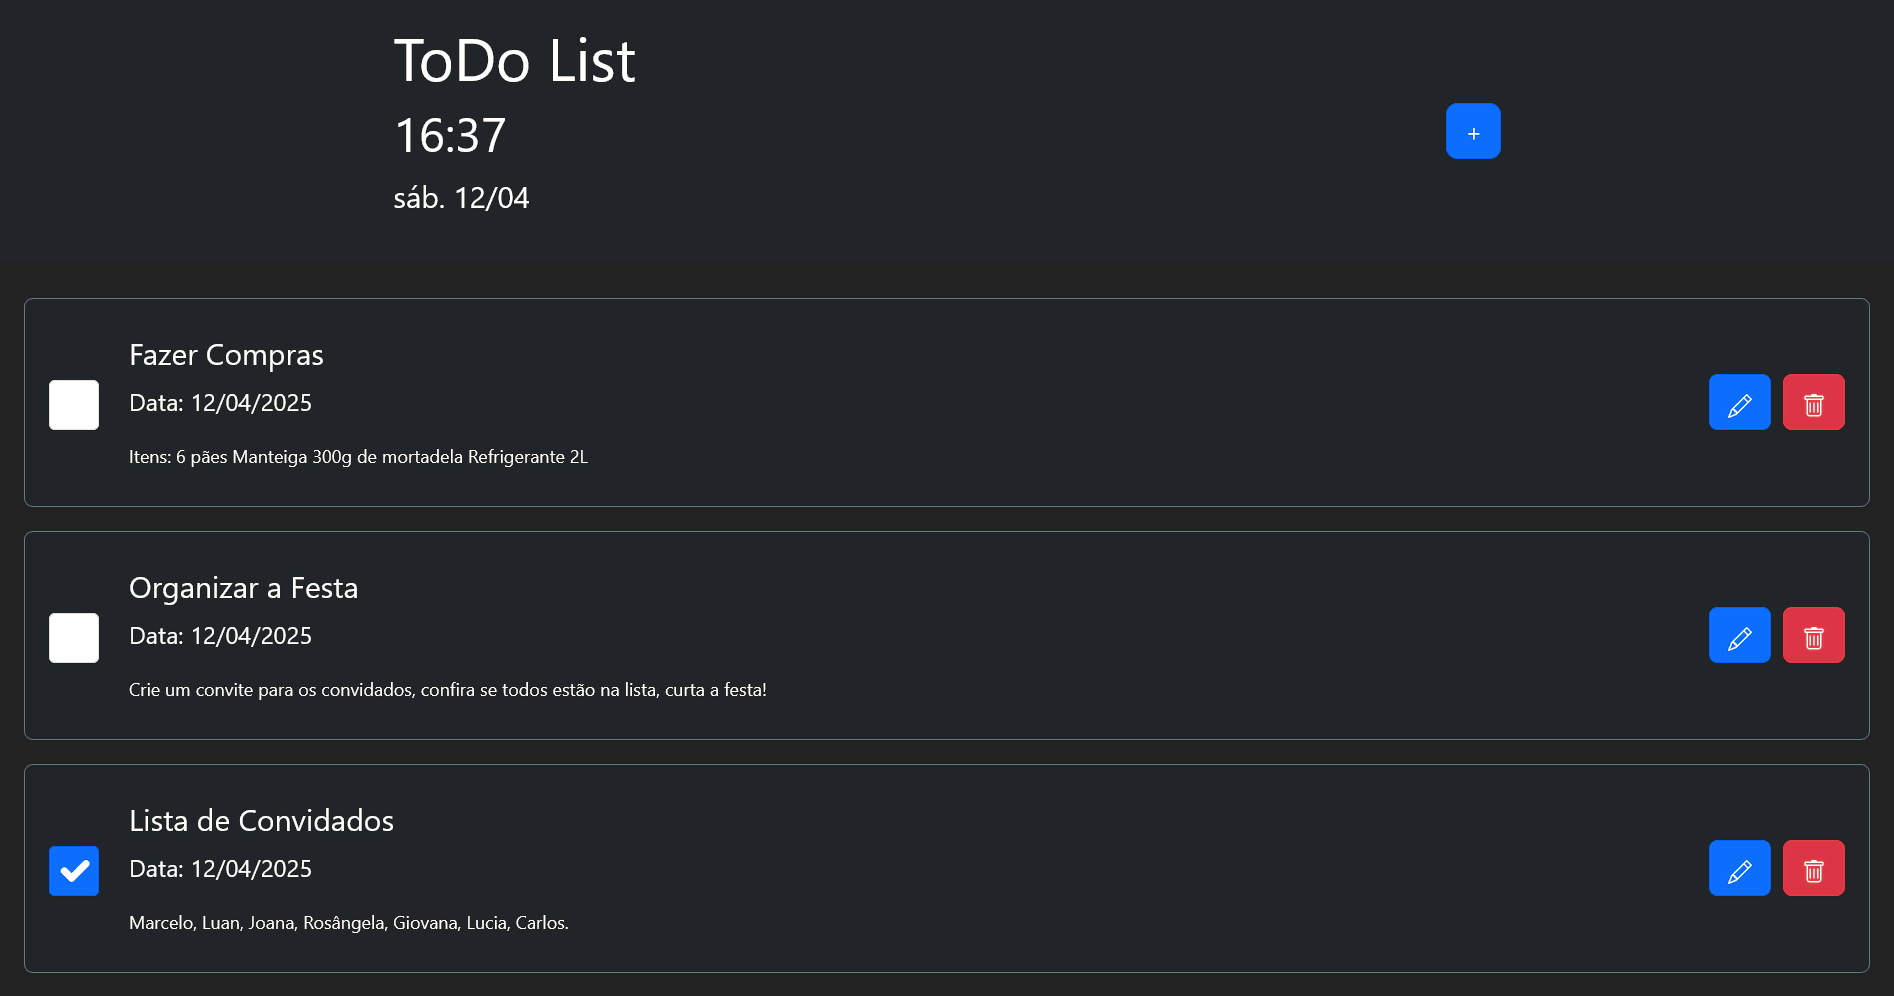 ToDo List
16:37
+
sáb. 12/04
Fazer Compras
Data: 12/04/2025
Itens: 6 pães Manteiga 300g de mortadela Refrigerante 2L
Organizar a Festa
Data: 12/04/2025
Crie um convite para os convidados, confira se todos estão na lista, curta a festa!
Lista de Convidados
Data: 12/04/2025
Marcelo, Luan, Joana, Rosângela, Giovana, Lucia, Carlos.